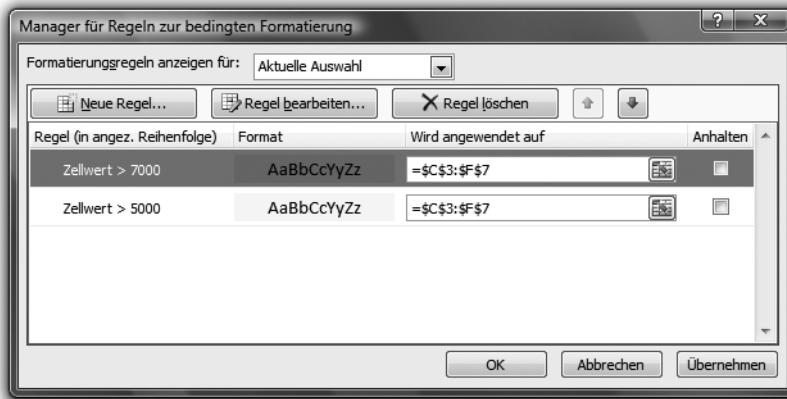 Manager für Regeln zur bedingten Formatierung ? X
Formatierungsregeln anzeigen für: Aktuelle Auswahl
Neue Regel... Regel bearbeiten... Regel löschen
Regel (in angez. Reihenfolge) Format Wird angewendet auf Anhalten
Zellwert > 7000 AaBbCcYyZz =$C$3:$F$7
Zellwert > 5000 AaBbCcYyZz =$C$3:$F$7
OK Abbrechen Übernehmen